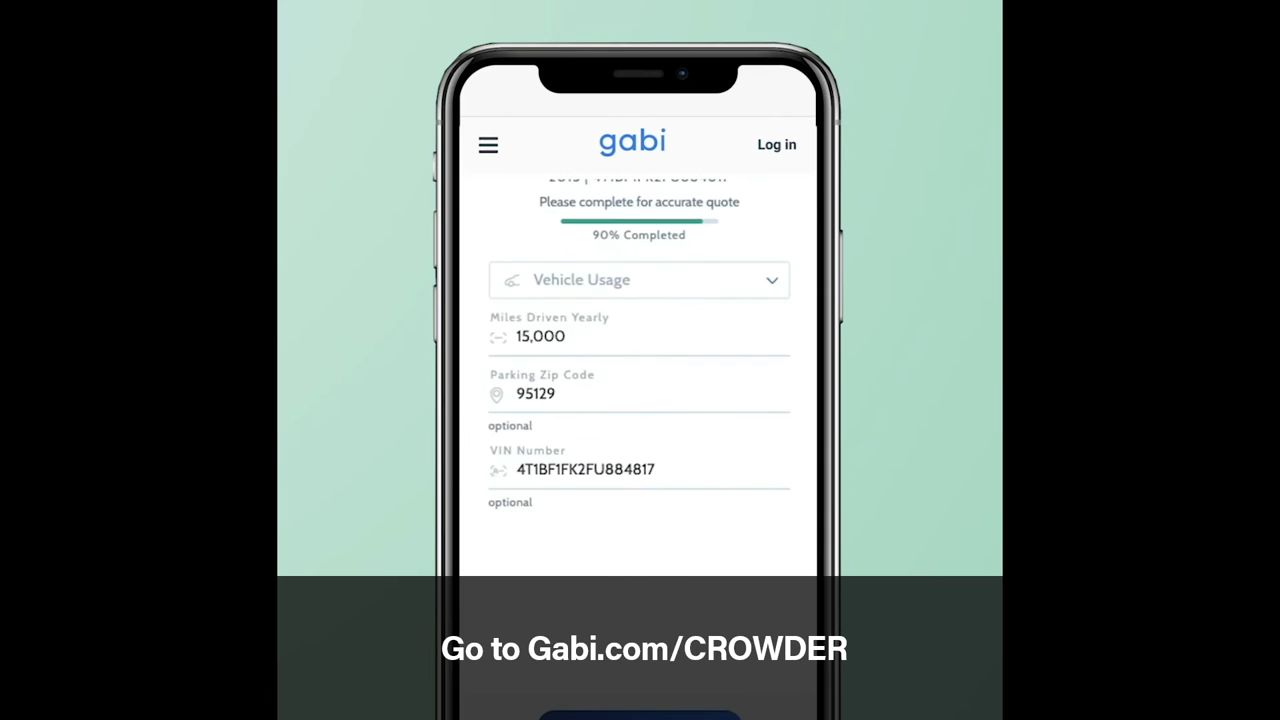 gabi
Log in
Please complete for accurate quote
90% Completed
Vehicle Usage
Miles Driven Yearly
15,000
Parking Zip Code
95129
optional
VIN Number
4T1BF1FK2FU884817
optional
Go to Gabi.com/CROWDER